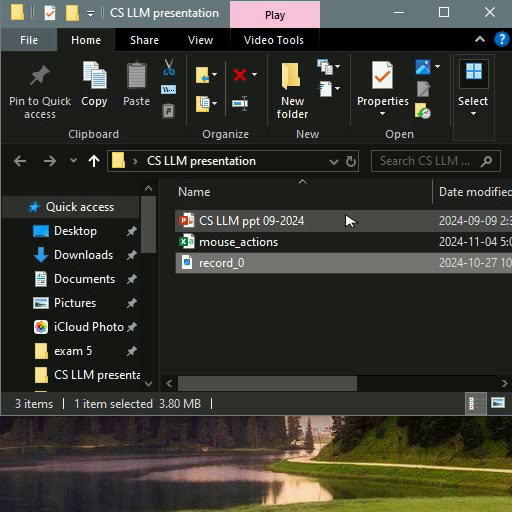 CS LLM presentation
Play
File
Home
Share
View
Video Tools
Pin to Quick access
Copy
Paste
New folder
Properties
Select
Clipboard
Organize
New
Open
CS LLM presentation
Search CS LLM ...
Name
Date modified
Quick access
Desktop
Downloads
Documents
Pictures
iCloud Photo
exam 5
CS LLM presenta
CS LLM ppt 09-2024
2024-09-09 2:3
mouse_actions
2024-11-04 5:0
record_0
2024-10-27 10
3 items
1 item selected 3.80 MB